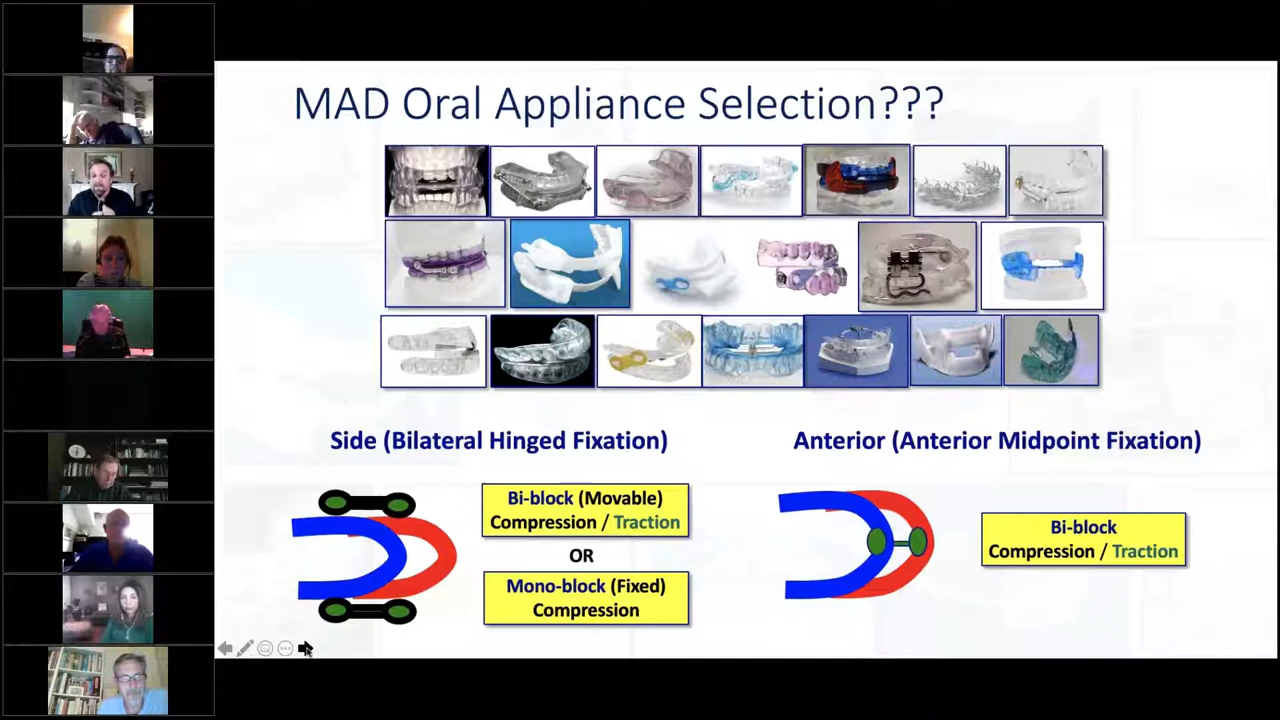 MAD Oral Appliance Selection???
Side (Bilateral Hinged Fixation)
Anterior (Anterior Midpoint Fixation)
Bi-block (Movable)
Compression / Traction
OR
Mono-block (Fixed)
Compression
Bi-block
Compression / Traction